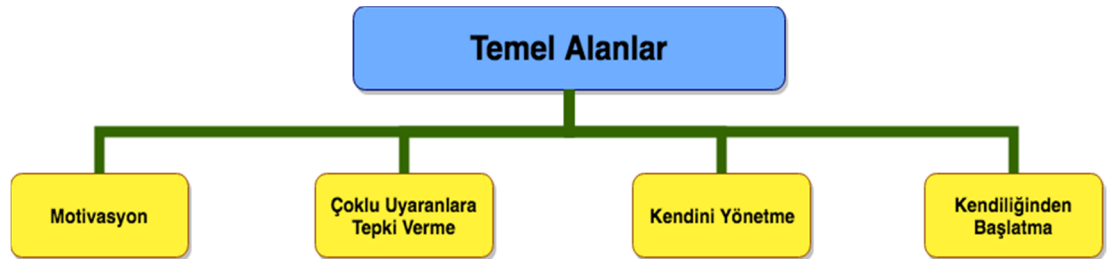 Temel Alanlar
Motivasyon
Çoklu Uyaranlara
Tepki Verme
Kendini Yönetme
Kendiliğinden
Başlatma